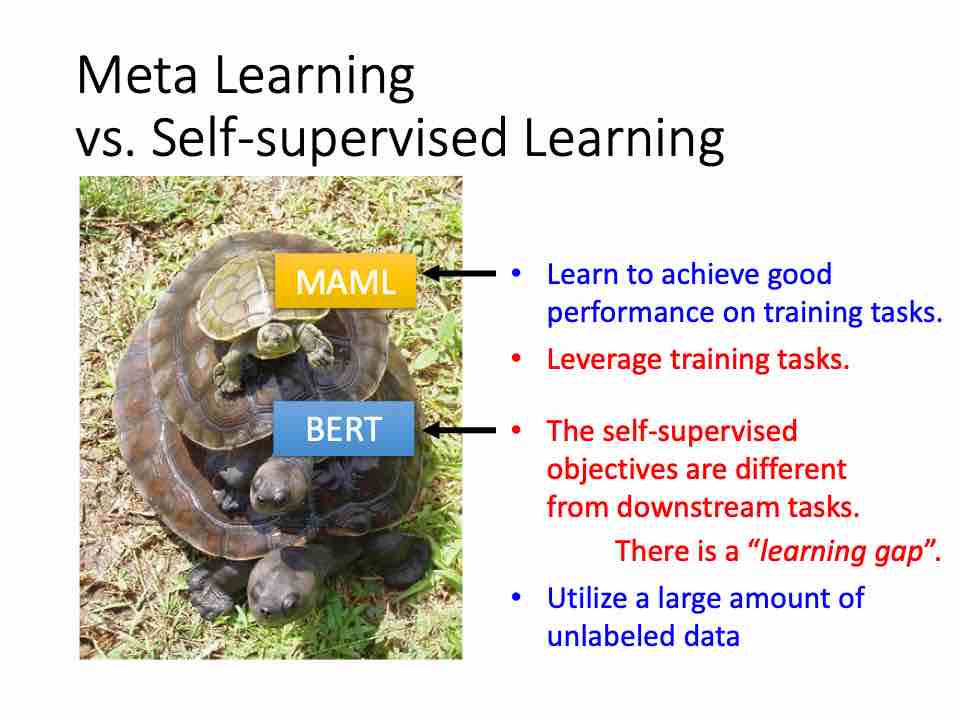 Meta Learning
vs. Self-supervised Learning
MAML
• Learn to achieve good
performance on training tasks.
• Leverage training tasks.
BERT
• The self-supervised
objectives are different
from downstream tasks.
There is a “learning gap”.
• Utilize a large amount of
unlabeled data